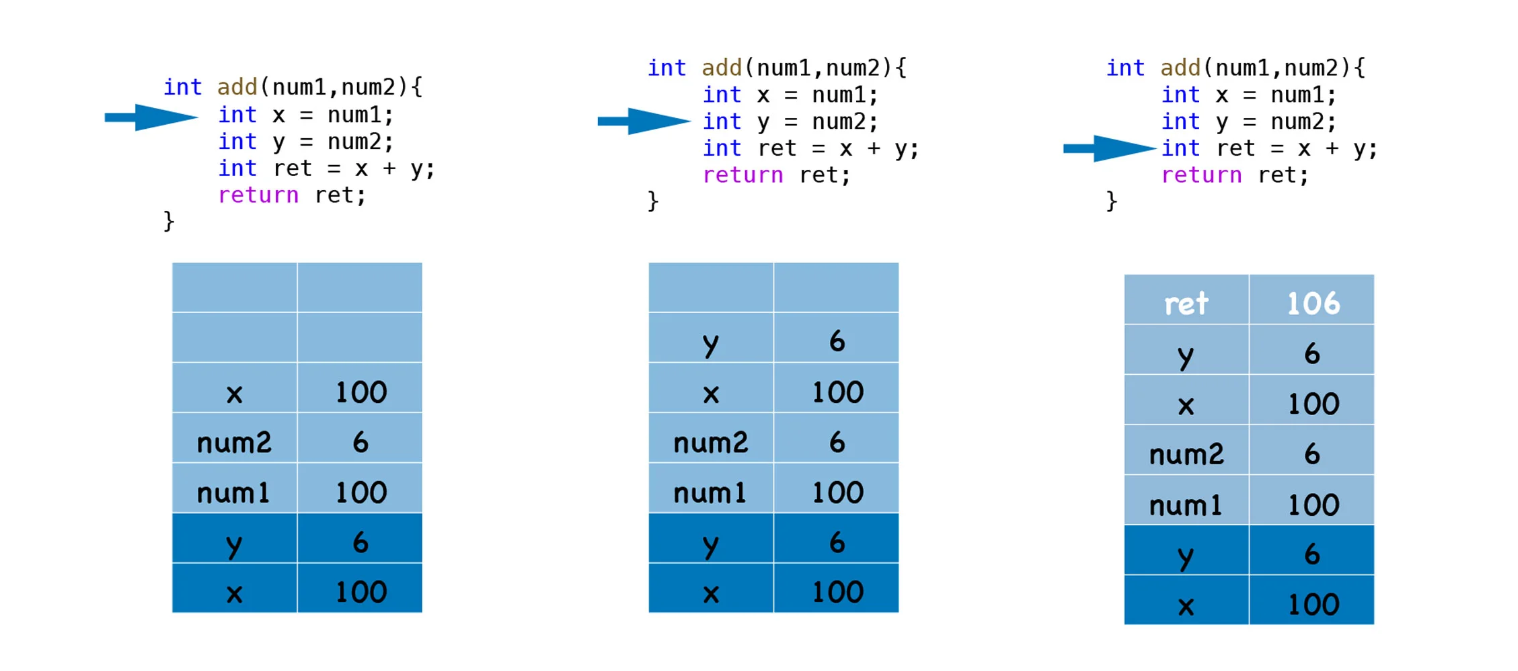 int add(num1,num2){
int x = num1;
int y = num2;
int ret = x + y;
return ret;
}
x 100
num2 6
num1 100
y 6
x 100
int add(num1,num2){
int x = num1;
int y = num2;
int ret = x + y;
return ret;
}
y 6
x 100
num2 6
num1 100
y 6
x 100
int add(num1,num2){
int x = num1;
int y = num2;
int ret = x + y;
return ret;
}
ret 106
y 6
x 100
num2 6
num1 100
y 6
x 100